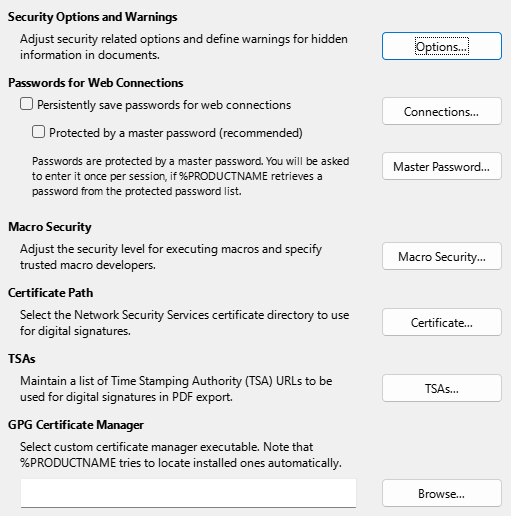 Security Options and Warnings
Adjust security related options and define warnings for hidden
information in documents.
Options...
Passwords for Web Connections
Persistently save passwords for web connections
Connections...
Protected by a master password (recommended)
Passwords are protected by a master password. You will be asked
to enter it once per session, if %PRODUCTNAME retrieves a
password from the protected password list.
Master Password...
Macro Security
Adjust the security level for executing macros and specify
trusted macro developers.
Macro Security...
Certificate Path
Select the Network Security Services certificate directory to use
for digital signatures.
Certificate...
TSAs
Maintain a list of Time Stamping Authority (TSA) URLs to be
used for digital signatures in PDF export.
TSAs...
GPG Certificate Manager
Select custom certificate manager executable. Note that
%PRODUCTNAME tries to locate installed ones automatically.
Browse...